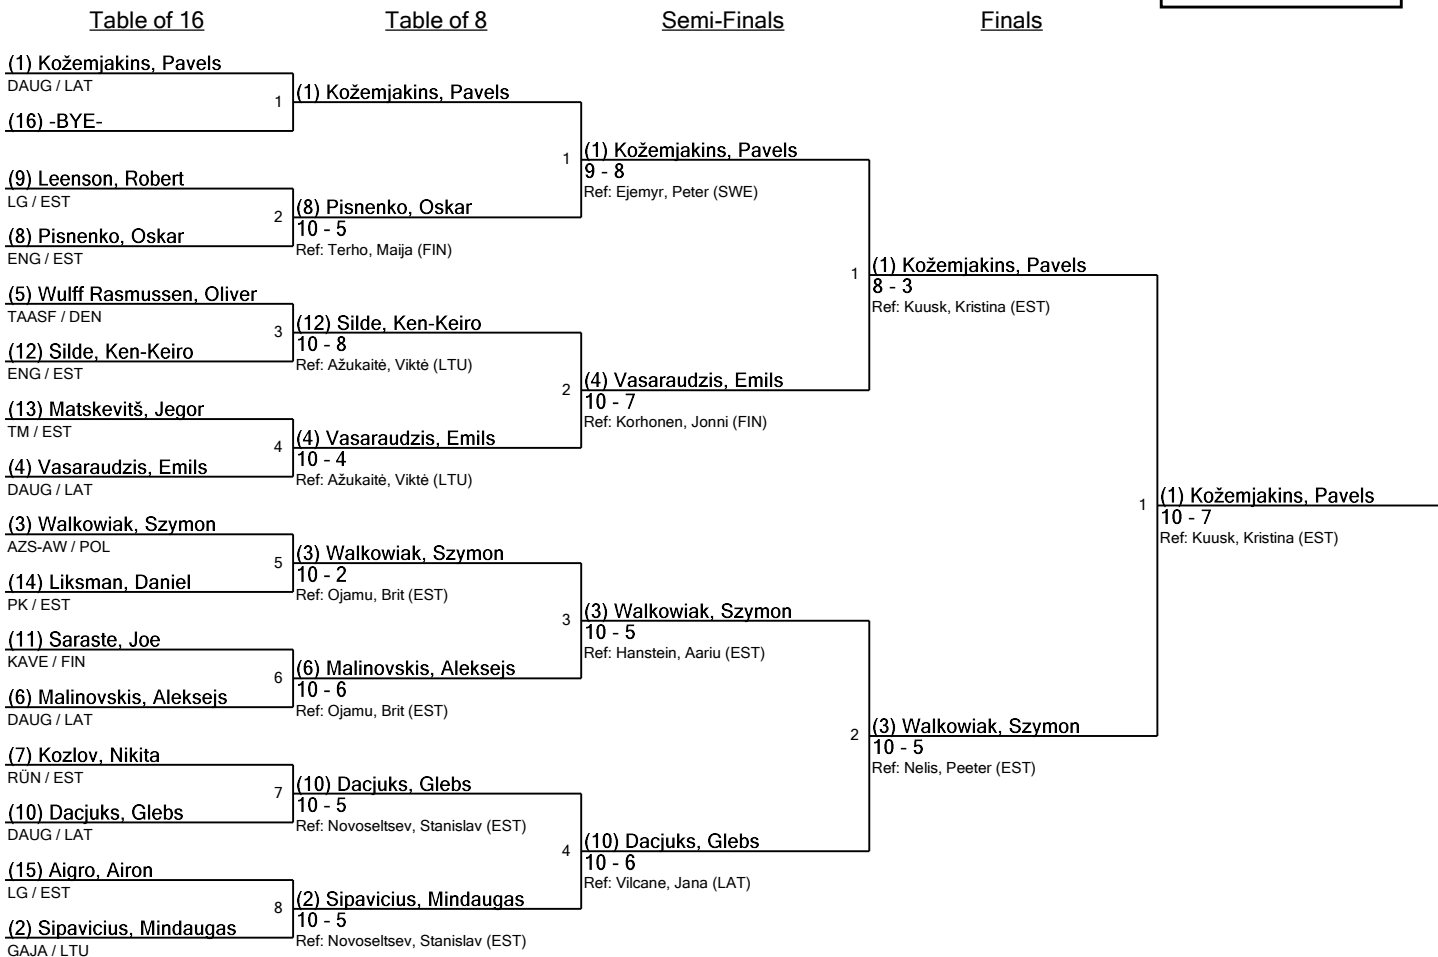 Table of 16
Table of 8
Semi-Finals
Finals
(1) Kožemjakins, Pavels
DAUG / LAT
(16) -BYE-
(9) Leenson, Robert
LG / EST
(8) Pisnenko, Oskar
ENG / EST
(5) Wulff Rasmussen, Oliver
TAASF / DEN
(12) Silde, Ken-Keiro
ENG / EST
(13) Matskevitš, Jegor
TM / EST
(4) Vasaraudzis, Emils
DAUG / LAT
(3) Walkowiak, Szymon
AZS-AW / POL
(14) Liksman, Daniel
PK / EST
(11) Saraste, Joe
KAVE / FIN
(6) Malinovskis, Aleksejs
DAUG / LAT
(7) Kozlov, Nikita
RÜN / EST
(10) Dacjuks, Glebs
DAUG / LAT
(15) Aigro, Airon
LG / EST
(2) Sipavicius, Mindaugas
GAJA / LTU
1
(1) Kožemjakins, Pavels
2
(8) Pisnenko, Oskar
10 - 5
Ref: Terho, Maija (FIN)
3
(12) Silde, Ken-Keiro
10 - 8
Ref: Ažukaitė, Viktė (LTU)
4
(4) Vasaraudzis, Emils
10 - 4
Ref: Ažukaitė, Viktė (LTU)
5
(3) Walkowiak, Szymon
10 - 2
Ref: Ojamu, Brit (EST)
6
(6) Malinovskis, Aleksejs
10 - 6
Ref: Ojamu, Brit (EST)
7
(10) Dacjuks, Glebs
10 - 5
Ref: Novoseltsev, Stanislav (EST)
8
(2) Sipavicius, Mindaugas
10 - 5
Ref: Novoseltsev, Stanislav (EST)
1
(1) Kožemjakins, Pavels
9 - 8
Ref: Ejemyr, Peter (SWE)
2
(4) Vasaraudzis, Emils
10 - 7
Ref: Korhonen, Jonni (FIN)
3
(3) Walkowiak, Szymon
10 - 5
Ref: Hanstein, Aariu (EST)
4
(10) Dacjuks, Glebs
10 - 6
Ref: Vilcane, Jana (LAT)
1
(1) Kožemjakins, Pavels
8 - 3
Ref: Kuusk, Kristina (EST)
2
(3) Walkowiak, Szymon
10 - 5
Ref: Nelis, Peeter (EST)
1
(1) Kožemjakins, Pavels
10 - 7
Ref: Kuusk, Kristina (EST)